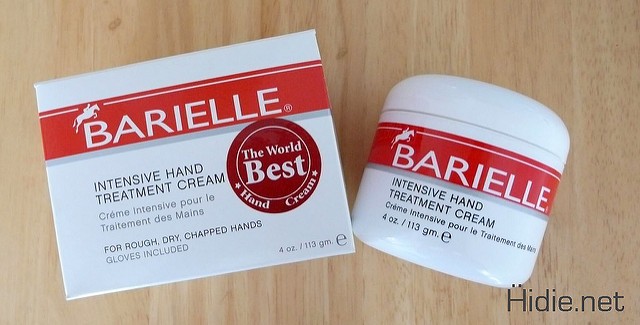 BARIELLE®
INTENSIVE HAND
TREATMENT CREAM
Créme Intensive pour le
Traitement des Mains
FOR ROUGH, DRY, CHAPPED HANDS
GLOVES INCLUDED
4 oz. / 113 gm. ℮
The World
Best
★ Hand Cream ★
BARIELLE
INTENSIVE HAND
TREATMENT CREAM
Créme Intensive pour le Traitement des Mains
4 oz. / 113 gm. ℮
Hidie.net